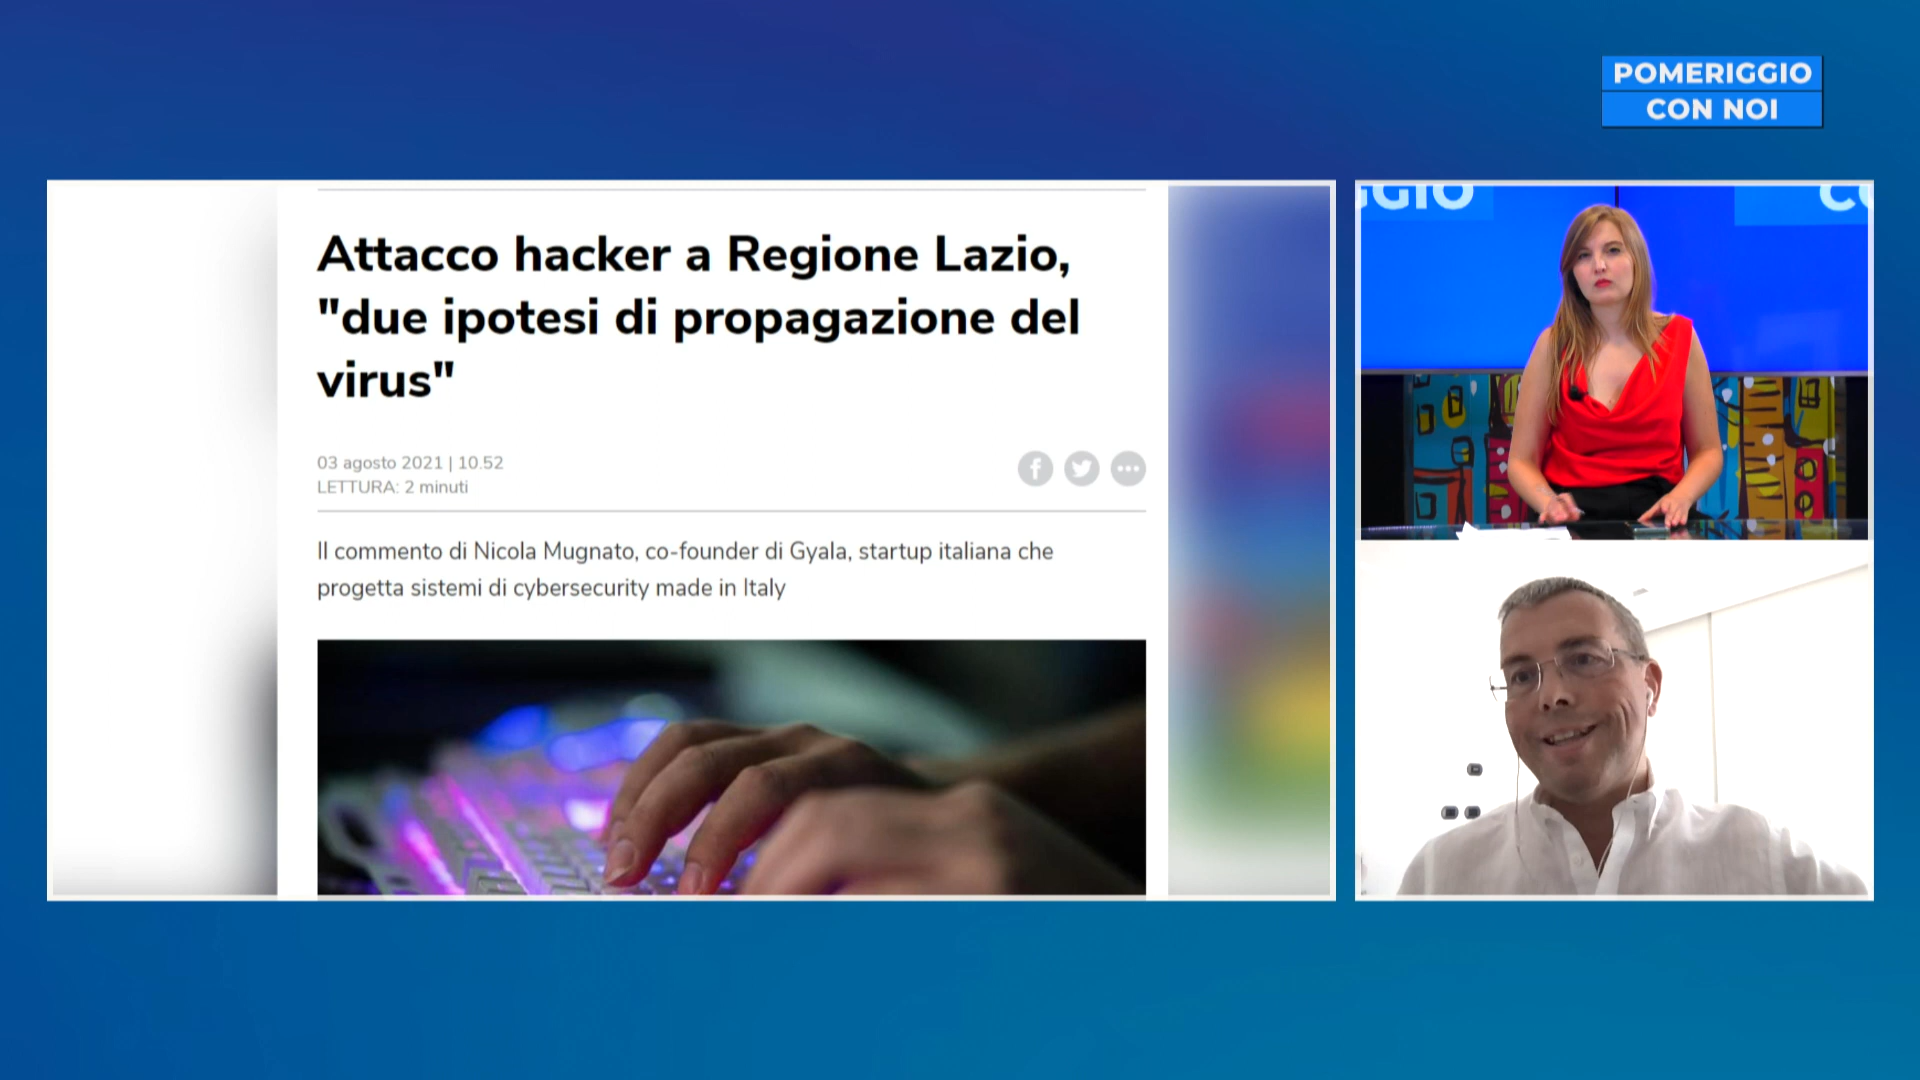 POMERIGGIO
CON NOI
Attacco hacker a Regione Lazio,
"due ipotesi di propagazione del
virus"
03 agosto 2021 | 10.52
LETTURA: 2 minuti
Il commento di Nicola Mugnato, co-founder di Gyala, startup italiana che
progetta sistemi di cybersecurity made in Italy
GGIO
CO